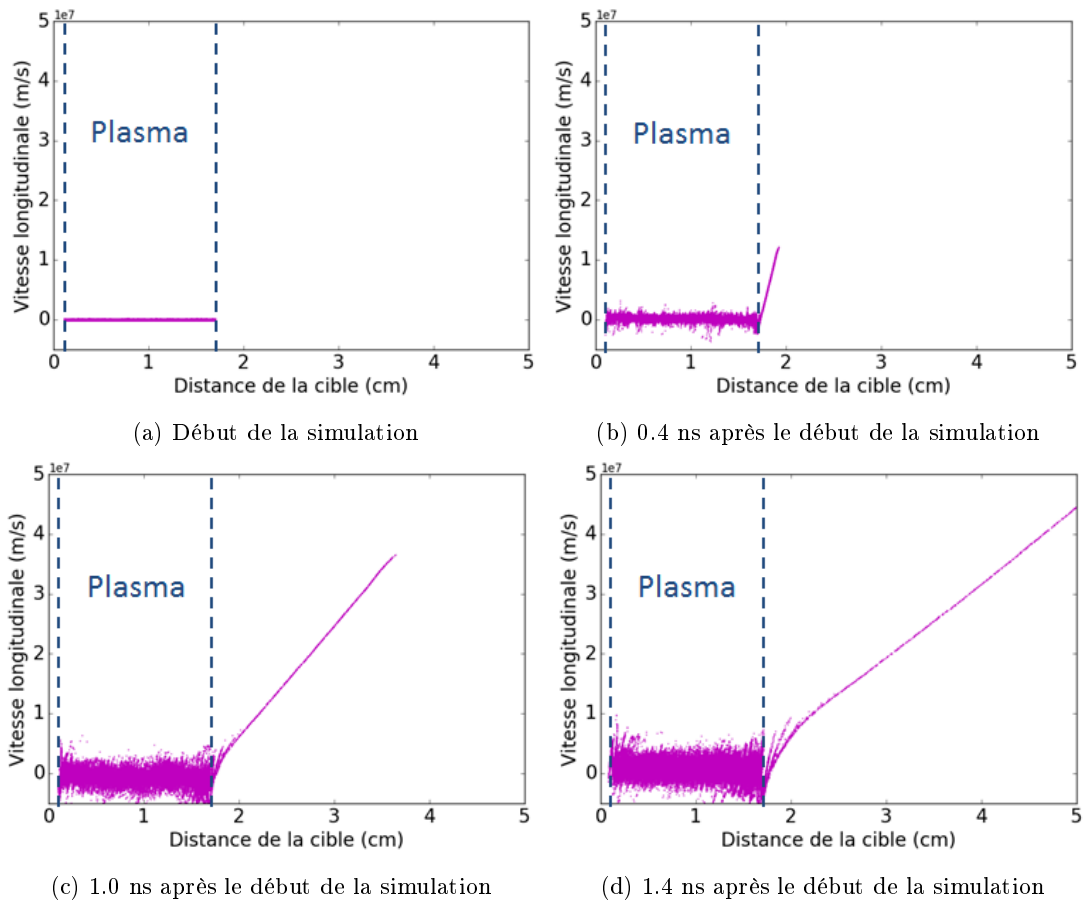 1e7
5
4
3
2
1
0
Vitesse longitudinale (m/s)
Plasma
0 1 2 3 4 5
Distance de la cible (cm)
(a) Début de la simulation
1e7
5
4
3
2
1
0
Vitesse longitudinale (m/s)
Plasma
0 1 2 3 4 5
Distance de la cible (cm)
(b) 0.4 ns après le début de la simulation
1e7
5
4
3
2
1
0
Vitesse longitudinale (m/s)
Plasma
0 1 2 3 4 5
Distance de la cible (cm)
(c) 1.0 ns après le début de la simulation
1e7
5
4
3
2
1
0
Vitesse longitudinale (m/s)
Plasma
0 1 2 3 4 5
Distance de la cible (cm)
(d) 1.4 ns après le début de la simulation